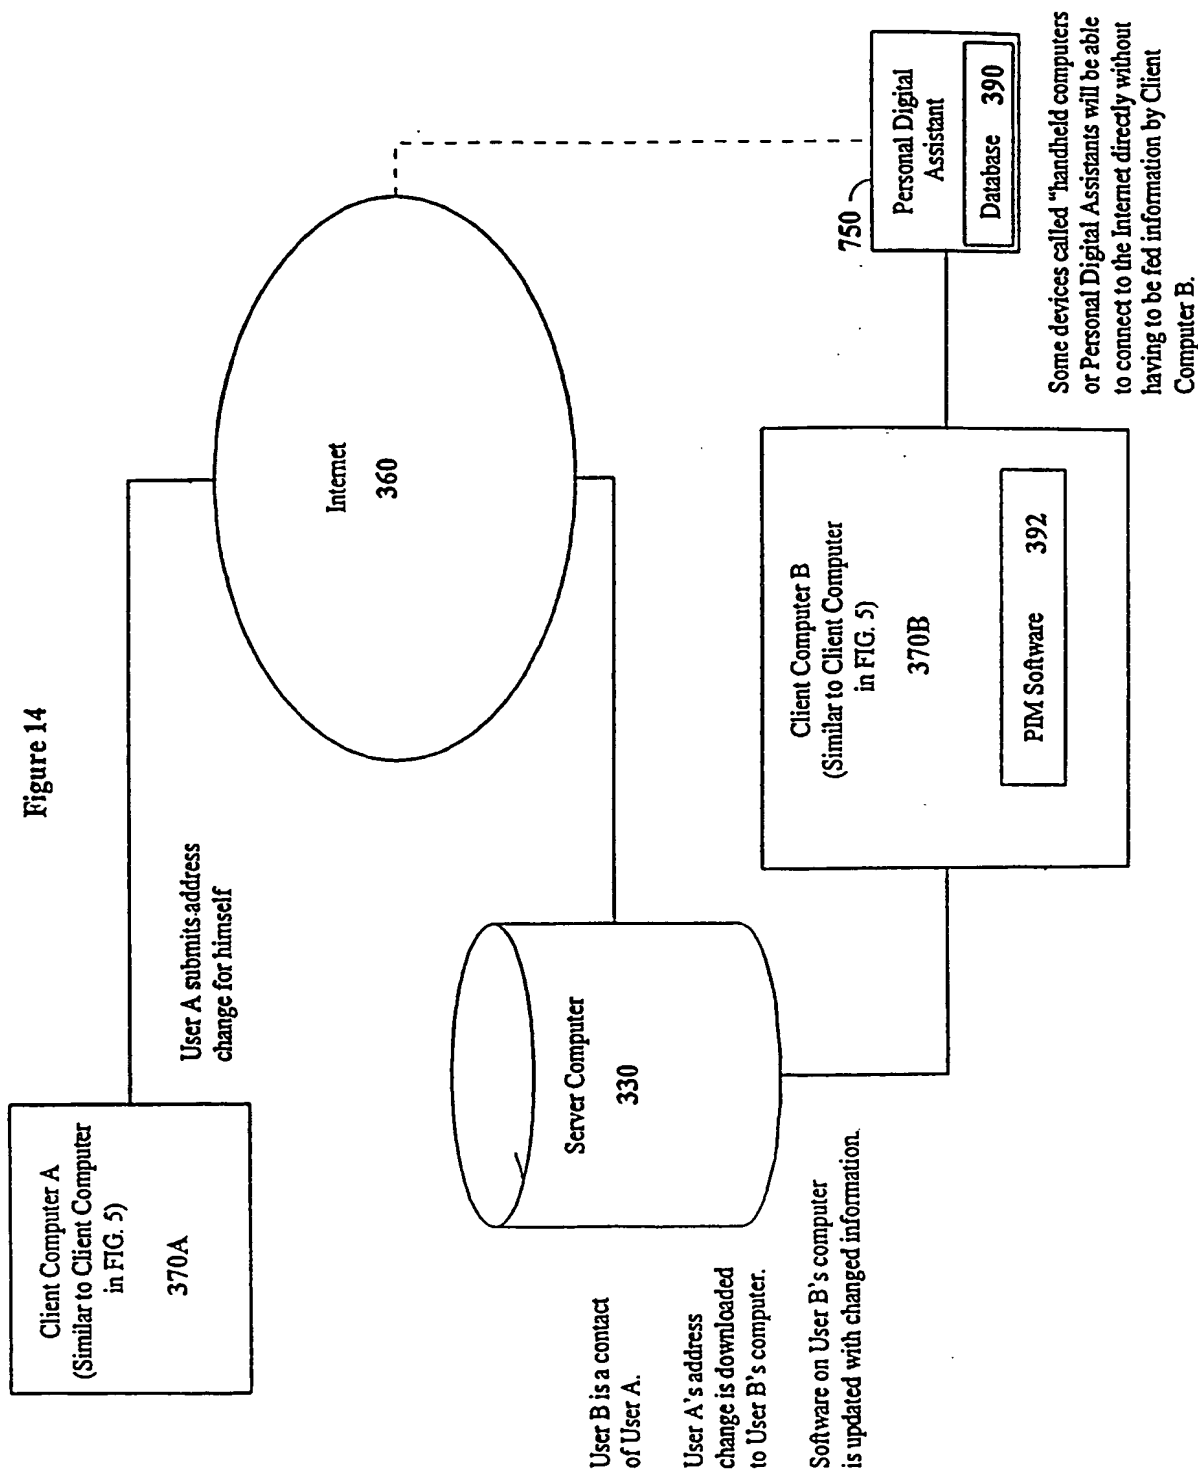 Figure 14
Client Computer A
(Similar to Client Computer
in FIG. 5)
370A
User A submits address
change for himself
Internet
360
Server Computer
330
User B is a contact
of User A.
User A's address
change is downloaded
to User B's computer.
Software on User B's computer
is updated with changed information.
Client Computer B
(Similar to Client Computer
in FIG. 5)
370B
PIM Software 392
750
Personal Digital
Assistant
Database 390
Some devices called "handheld computers
or Personal Digital Assistants will be able
to connect to the Internet directly without
having to be fed information by Client
Computer B.